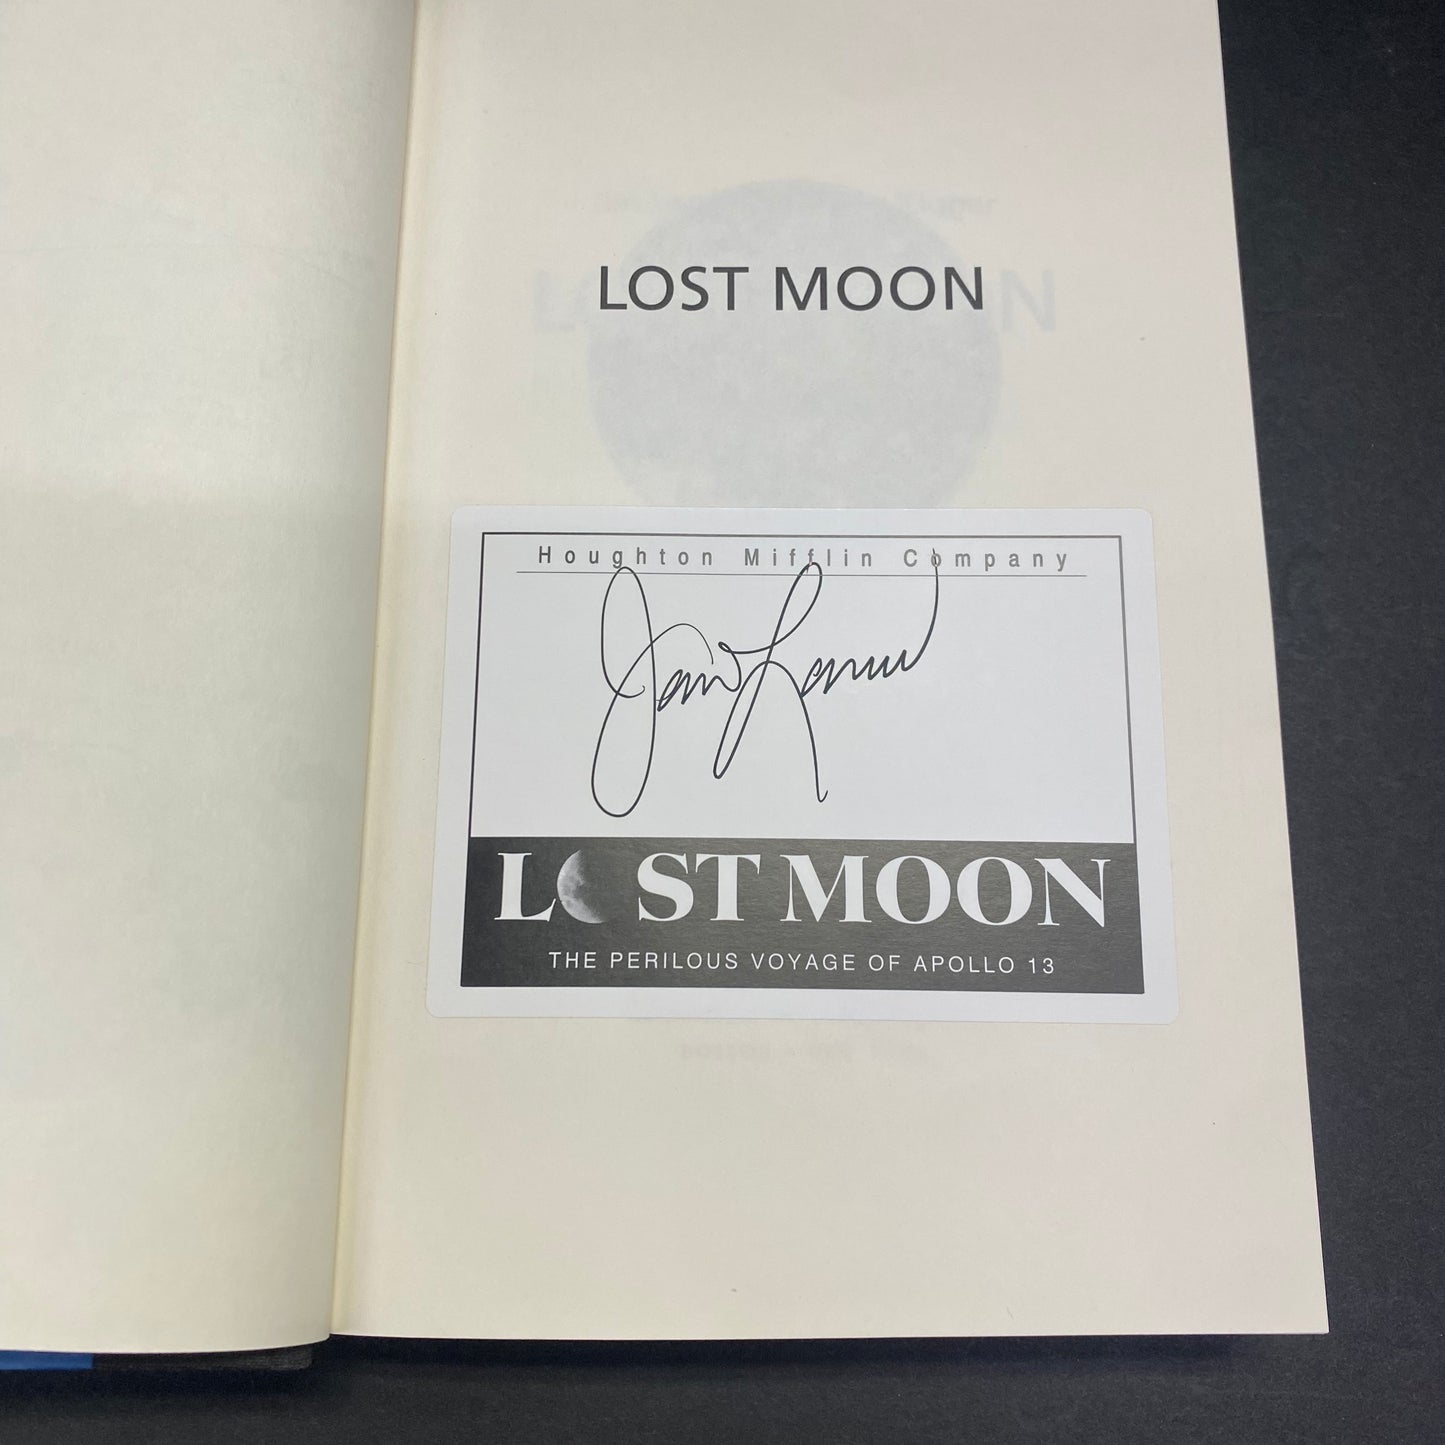 LOST MOON
Houghton Mifflin Company
LOST MOON
THE PERILOUS VOYAGE OF APOLLO 13